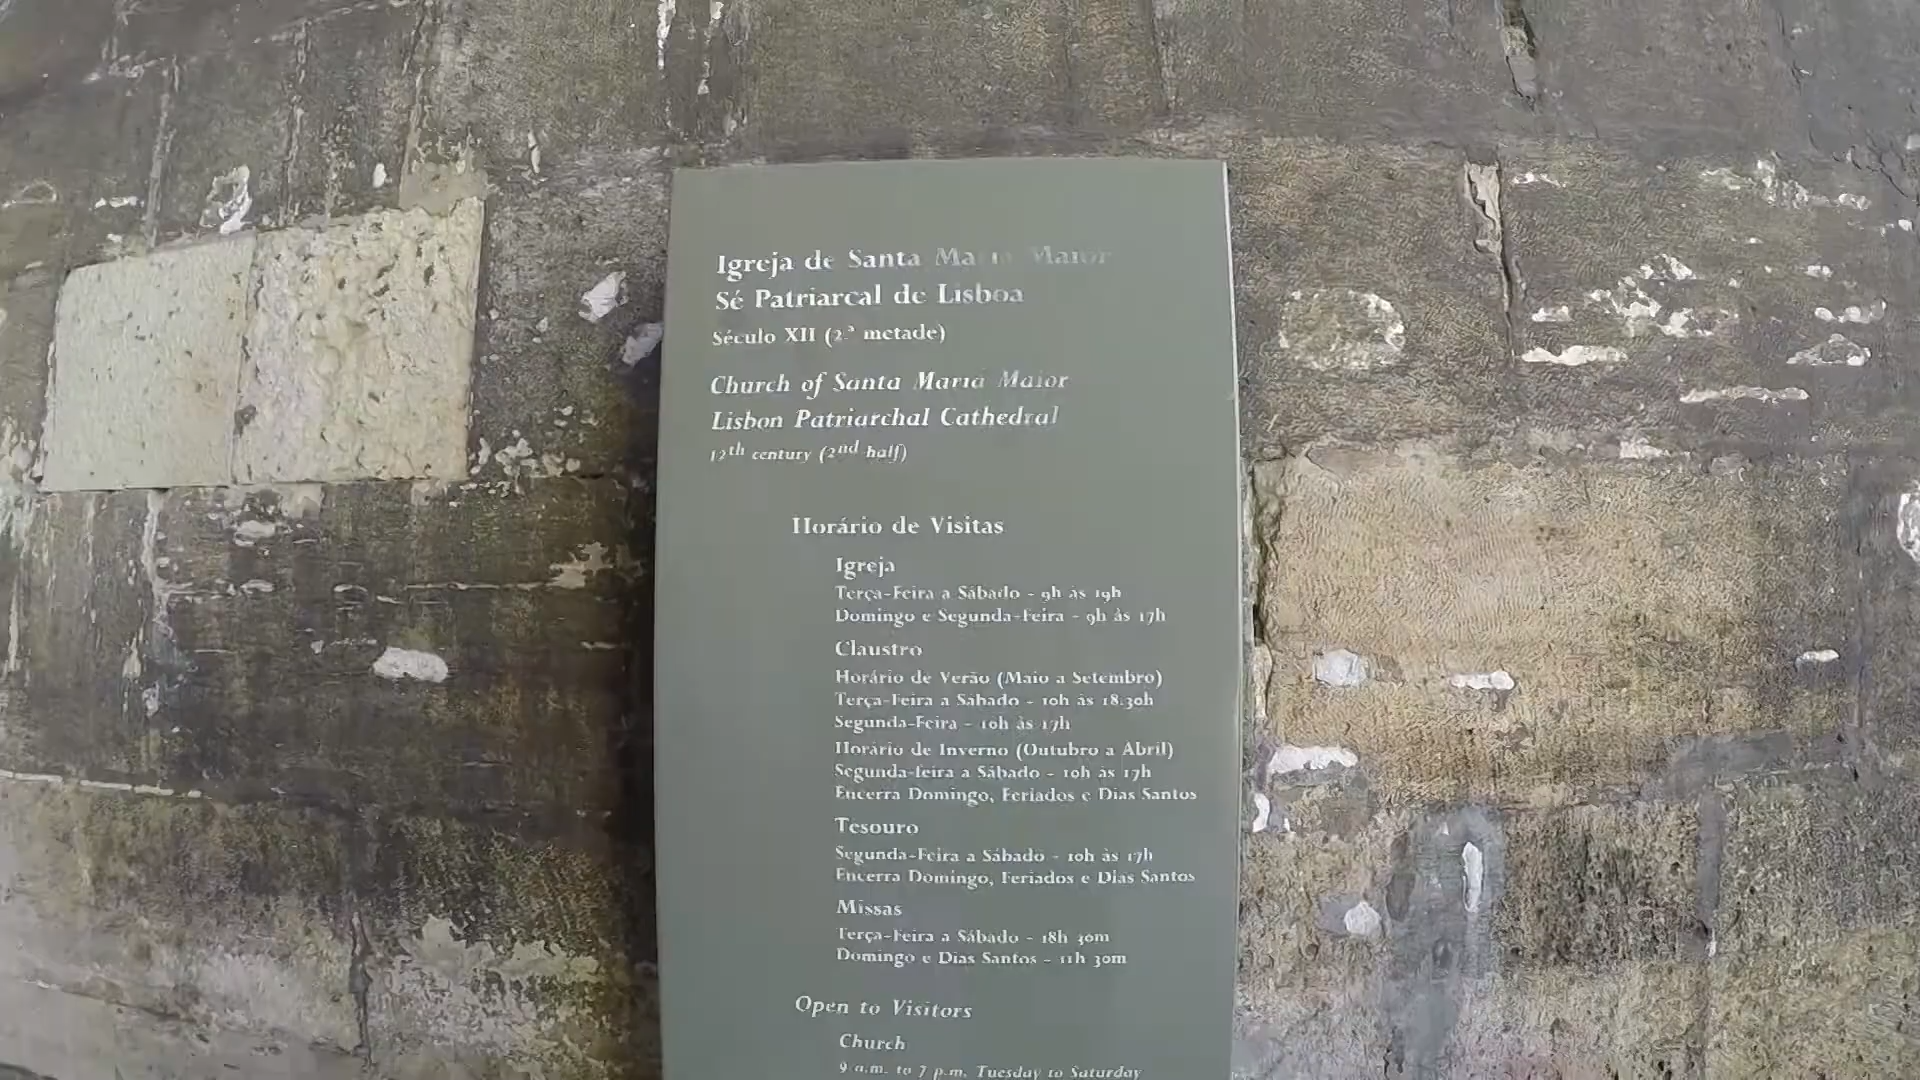 Igreja de Santa Maria Maior
Sé Patriarcal de Lisboa
Século XII (2.ª metade)
Church of Santa Maria Maior
Lisbon Patriarchal Cathedral
12th century (2nd half)
Horário de Visitas
Igreja
Terça-Feira a Sábado - 9h às 19h
Domingo e Segunda-Feira - 9h às 17h
Claustro
Horário de Verão (Maio a Setembro)
Terça-Feira a Sábado - 10h às 18.30h
Segunda-Feira - 10h às 17h
Horário de Inverno (Outubro a Abril)
Segunda-feira a Sábado - 10h às 17h
Encerra Domingo, Feriados e Dias Santos
Tesouro
Segunda-Feira a Sábado - 10h às 17h
Encerra Domingo, Feriados e Dias Santos
Missas
Terça-Feira a Sábado - 18h 30m
Domingo e Dias Santos - 11h 30m
Open to Visitors
Church
9 a.m. to 7 p.m. Tuesday to Saturday